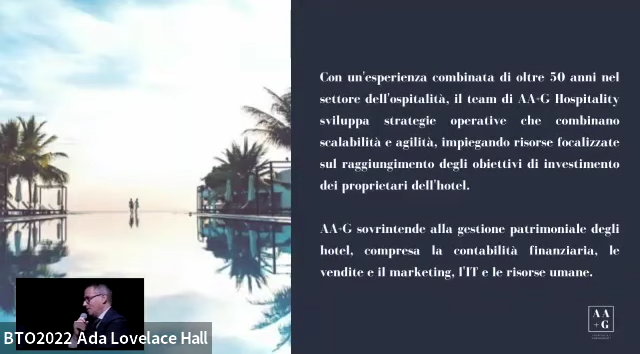 Con un'esperienza combinata di oltre 50 anni nel
settore dell'ospitalità, il team di AA+G Hospitality
sviluppa strategie operative che combinano
scalabilità e agilità, impiegando risorse focalizzate
sul raggiungimento degli obiettivi di investimento
dei proprietari dell'hotel.
AA+G sovrintende alla gestione patrimoniale degli
hotel, compresa la contabilità finanziaria, le
vendite e il marketing, l'IT e le risorse umane.
AA
+G
BTO2022 Ada Lovelace Hall